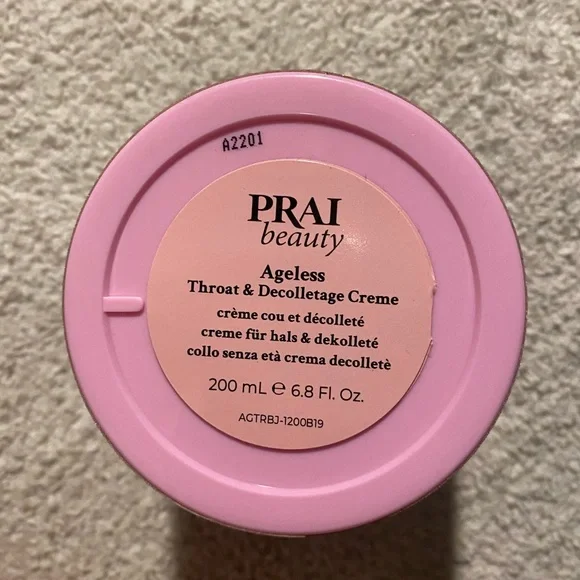 A2201
PRAI
beauty
Ageless
Throat & Decolletage Creme
crème cou et décolleté
creme für hals & dekolleté
collo senza età crema decolletè
200 mL ℮ 6.8 Fl. Oz.
AGTRBJ-1200B19